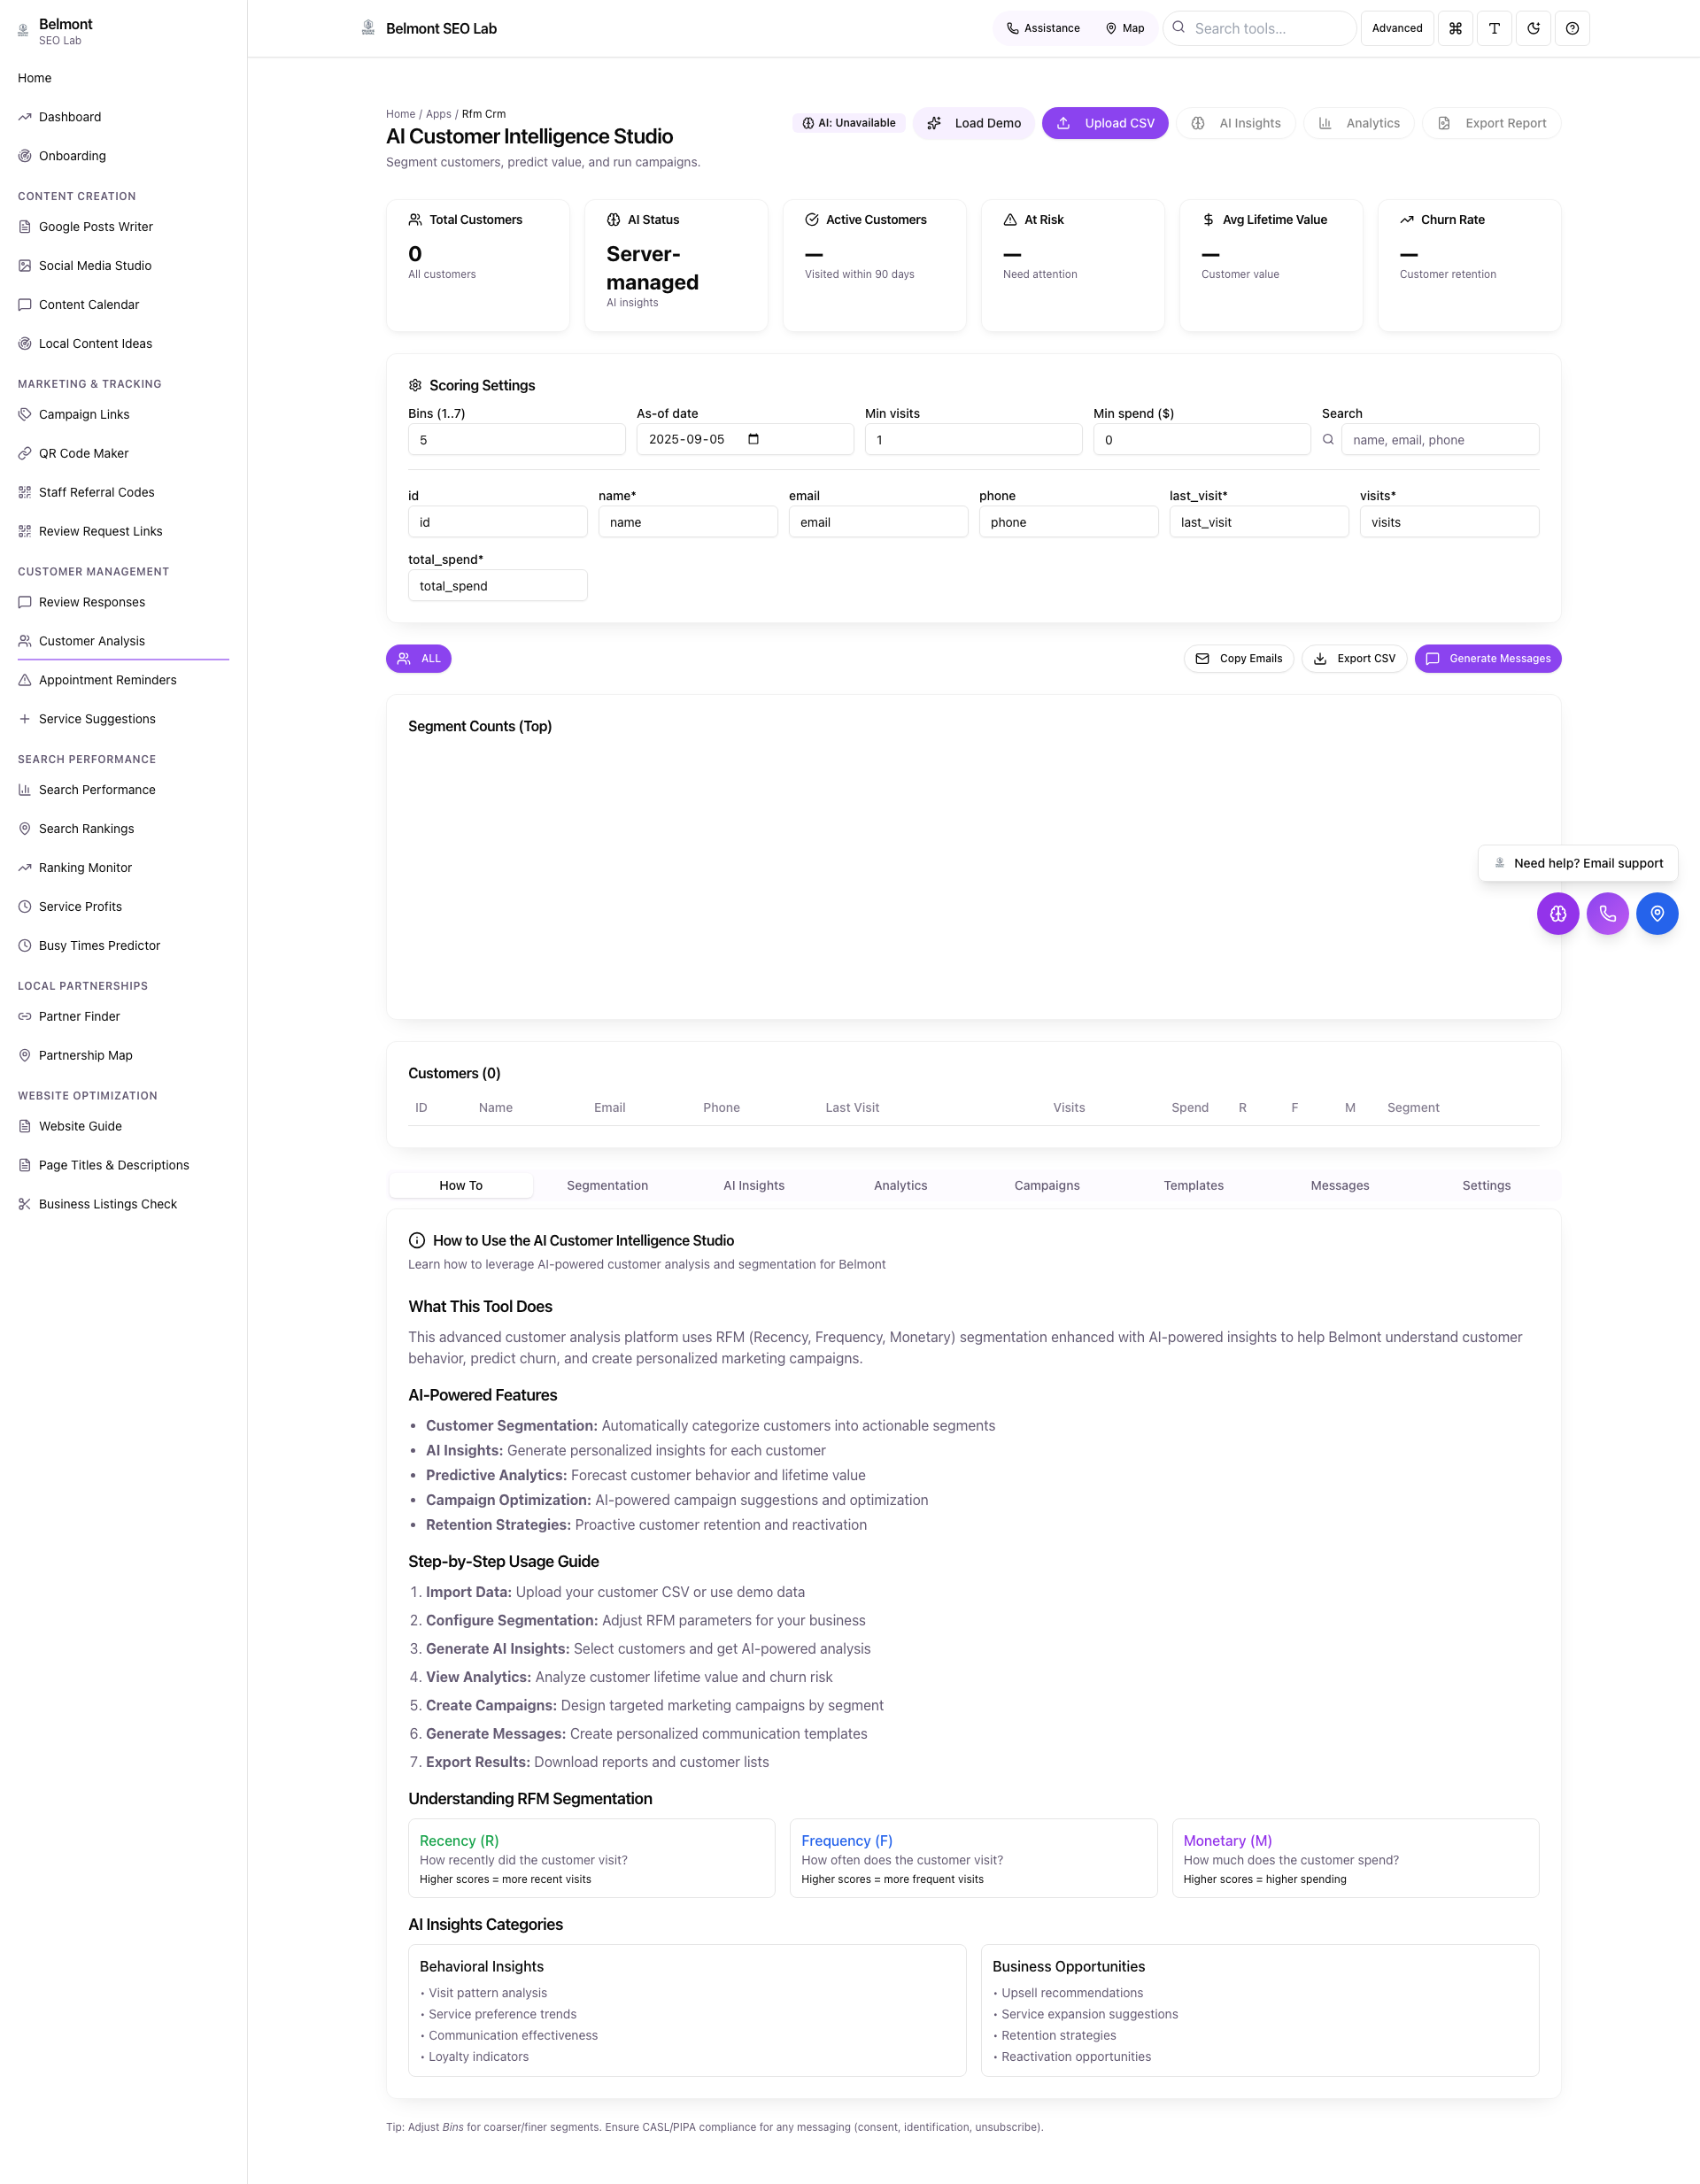 Belmont
SEO Lab
Home
Dashboard
Onboarding
CONTENT CREATION
Google Posts Writer
Social Media Studio
Content Calendar
Local Content Ideas
MARKETING & TRACKING
Campaign Links
QR Code Maker
Staff Referral Codes
Review Request Links
CUSTOMER MANAGEMENT
Review Responses
Customer Analysis
Appointment Reminders
Service Suggestions
SEARCH PERFORMANCE
Search Performance
Search Rankings
Ranking Monitor
Service Profits
Busy Times Predictor
LOCAL PARTNERSHIPS
Partner Finder
Partnership Map
WEBSITE OPTIMIZATION
Website Guide
Page Titles & Descriptions
Business Listings Check
Belmont SEO Lab
Assistance Map Search tools... Advanced
Home / Apps / Rfm Crm
AI Customer Intelligence Studio
Segment customers, predict value, and run campaigns.
AI: Unavailable Load Demo Upload CSV AI Insights Analytics Export Report
Total Customers
0
All customers
AI Status
Server-
managed
AI insights
Active Customers
—
Visited within 90 days
At Risk
—
Need attention
Avg Lifetime Value
—
Customer value
Churn Rate
—
Customer retention
Scoring Settings
Bins (1..7) As-of date Min visits Min spend ($) Search
5 2025-09-05 1 0 name, email, phone
id name* email phone last_visit* visits*
id name email phone last_visit visits
total_spend*
total_spend
ALL Copy Emails Export CSV Generate Messages
Segment Counts (Top)
Need help? Email support
Customers (0)
ID Name Email Phone Last Visit Visits Spend R F M Segment
How To Segmentation AI Insights Analytics Campaigns Templates Messages Settings
How to Use the AI Customer Intelligence Studio
Learn how to leverage AI-powered customer analysis and segmentation for Belmont
What This Tool Does
This advanced customer analysis platform uses RFM (Recency, Frequency, Monetary) segmentation enhanced with AI-powered insights to help Belmont understand customer
behavior, predict churn, and create personalized marketing campaigns.
AI-Powered Features
• Customer Segmentation: Automatically categorize customers into actionable segments
• AI Insights: Generate personalized insights for each customer
• Predictive Analytics: Forecast customer behavior and lifetime value
• Campaign Optimization: AI-powered campaign suggestions and optimization
• Retention Strategies: Proactive customer retention and reactivation
Step-by-Step Usage Guide
1. Import Data: Upload your customer CSV or use demo data
2. Configure Segmentation: Adjust RFM parameters for your business
3. Generate AI Insights: Select customers and get AI-powered analysis
4. View Analytics: Analyze customer lifetime value and churn risk
5. Create Campaigns: Design targeted marketing campaigns by segment
6. Generate Messages: Create personalized communication templates
7. Export Results: Download reports and customer lists
Understanding RFM Segmentation
Recency (R)
How recently did the customer visit?
Higher scores = more recent visits
Frequency (F)
How often does the customer visit?
Higher scores = more frequent visits
Monetary (M)
How much does the customer spend?
Higher scores = higher spending
AI Insights Categories
Behavioral Insights
• Visit pattern analysis
• Service preference trends
• Communication effectiveness
• Loyalty indicators
Business Opportunities
• Upsell recommendations
• Service expansion suggestions
• Retention strategies
• Reactivation opportunities
Tip: Adjust Bins for coarser/finer segments. Ensure CASL/PIPA compliance for any messaging (consent, identification, unsubscribe).